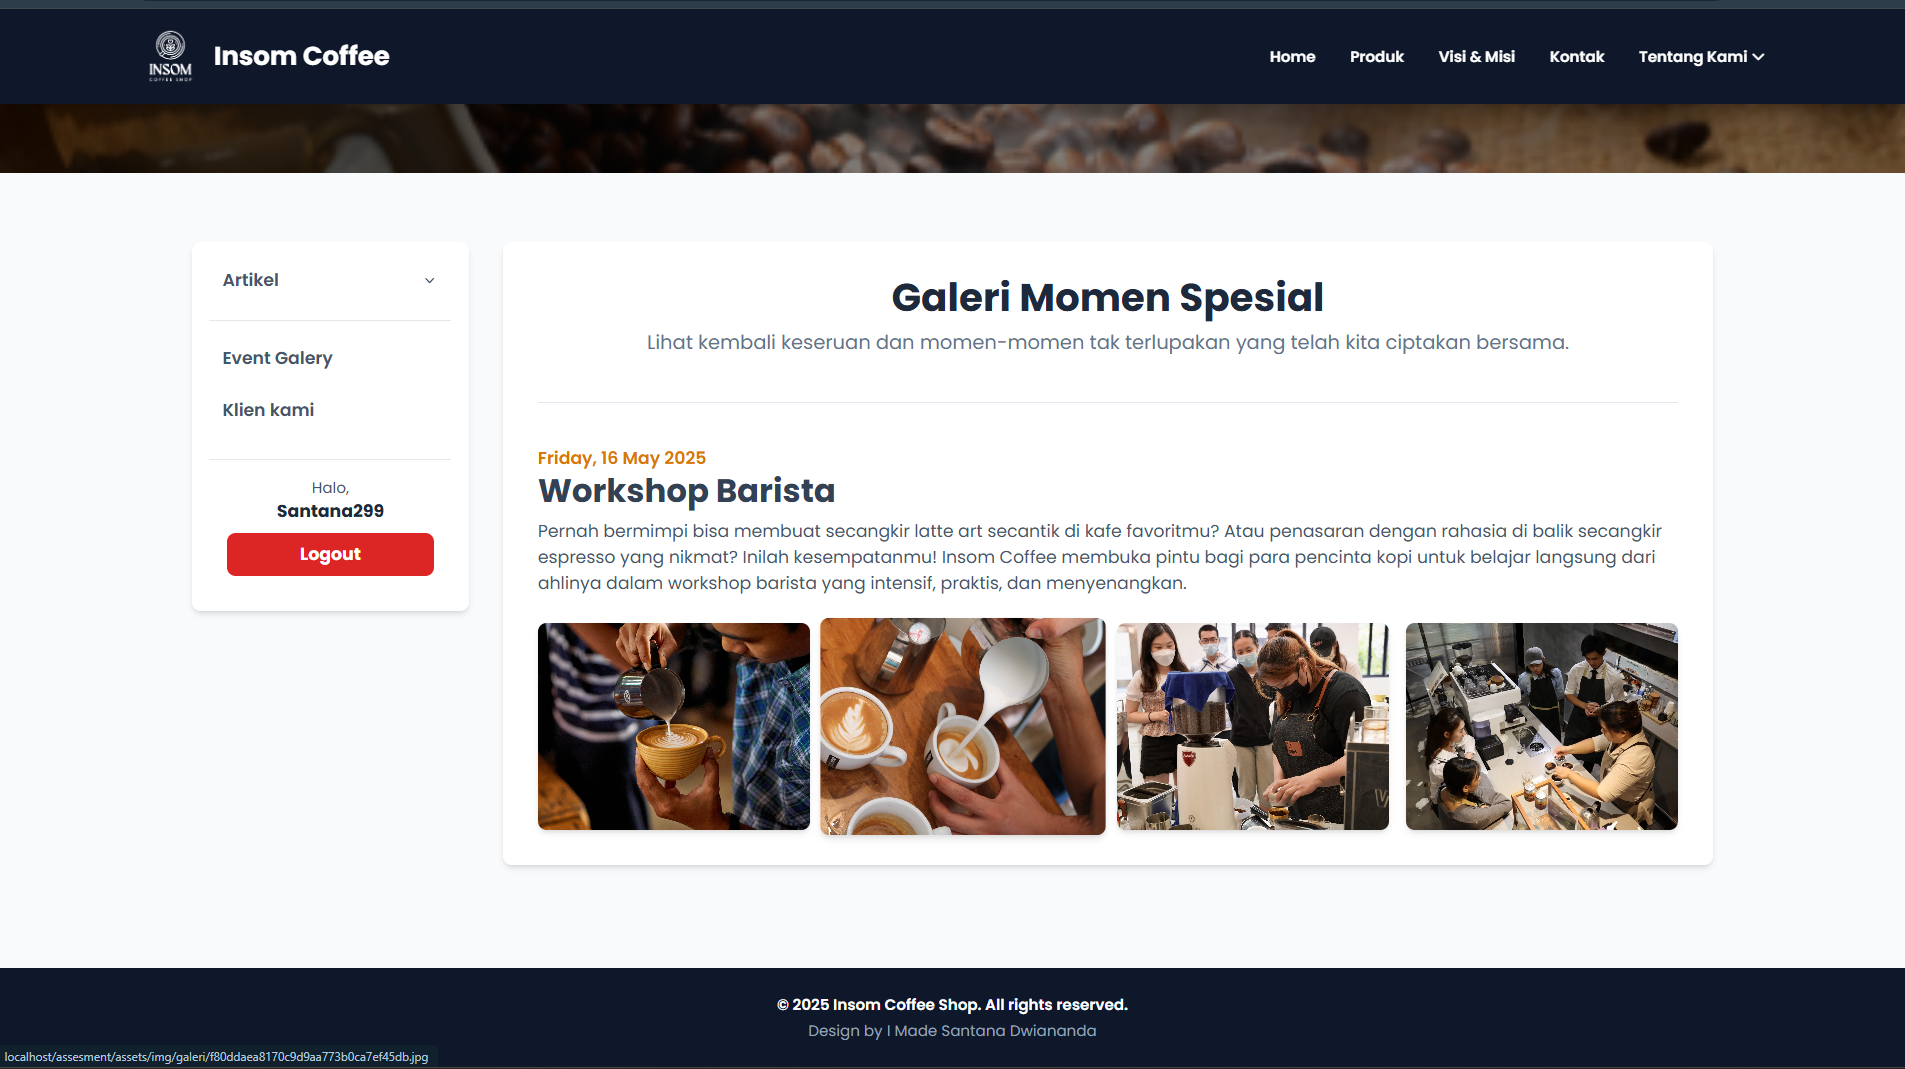 INSOM
COFFEE SHOP
Insom Coffee
Home
Produk
Visi & Misi
Kontak
Tentang Kami
Artikel
Event Galery
Klien kami
Halo,
Santana299
Logout
Galeri Momen Spesial
Lihat kembali keseruan dan momen-momen tak terlupakan yang telah kita ciptakan bersama.
Friday, 16 May 2025
Workshop Barista
Pernah bermimpi bisa membuat secangkir latte art secantik di kafe favoritmu? Atau penasaran dengan rahasia di balik secangkir
espresso yang nikmat? Inilah kesempatanmu! Insom Coffee membuka pintu bagi para pencinta kopi untuk belajar langsung dari
ahlinya dalam workshop barista yang intensif, praktis, dan menyenangkan.
© 2025 Insom Coffee Shop. All rights reserved.
Design by I Made Santana Dwiananda
localhost/assesment/assets/img/galeri/f80ddaea8170c9d9aa773b0ca7ef45db.jpg